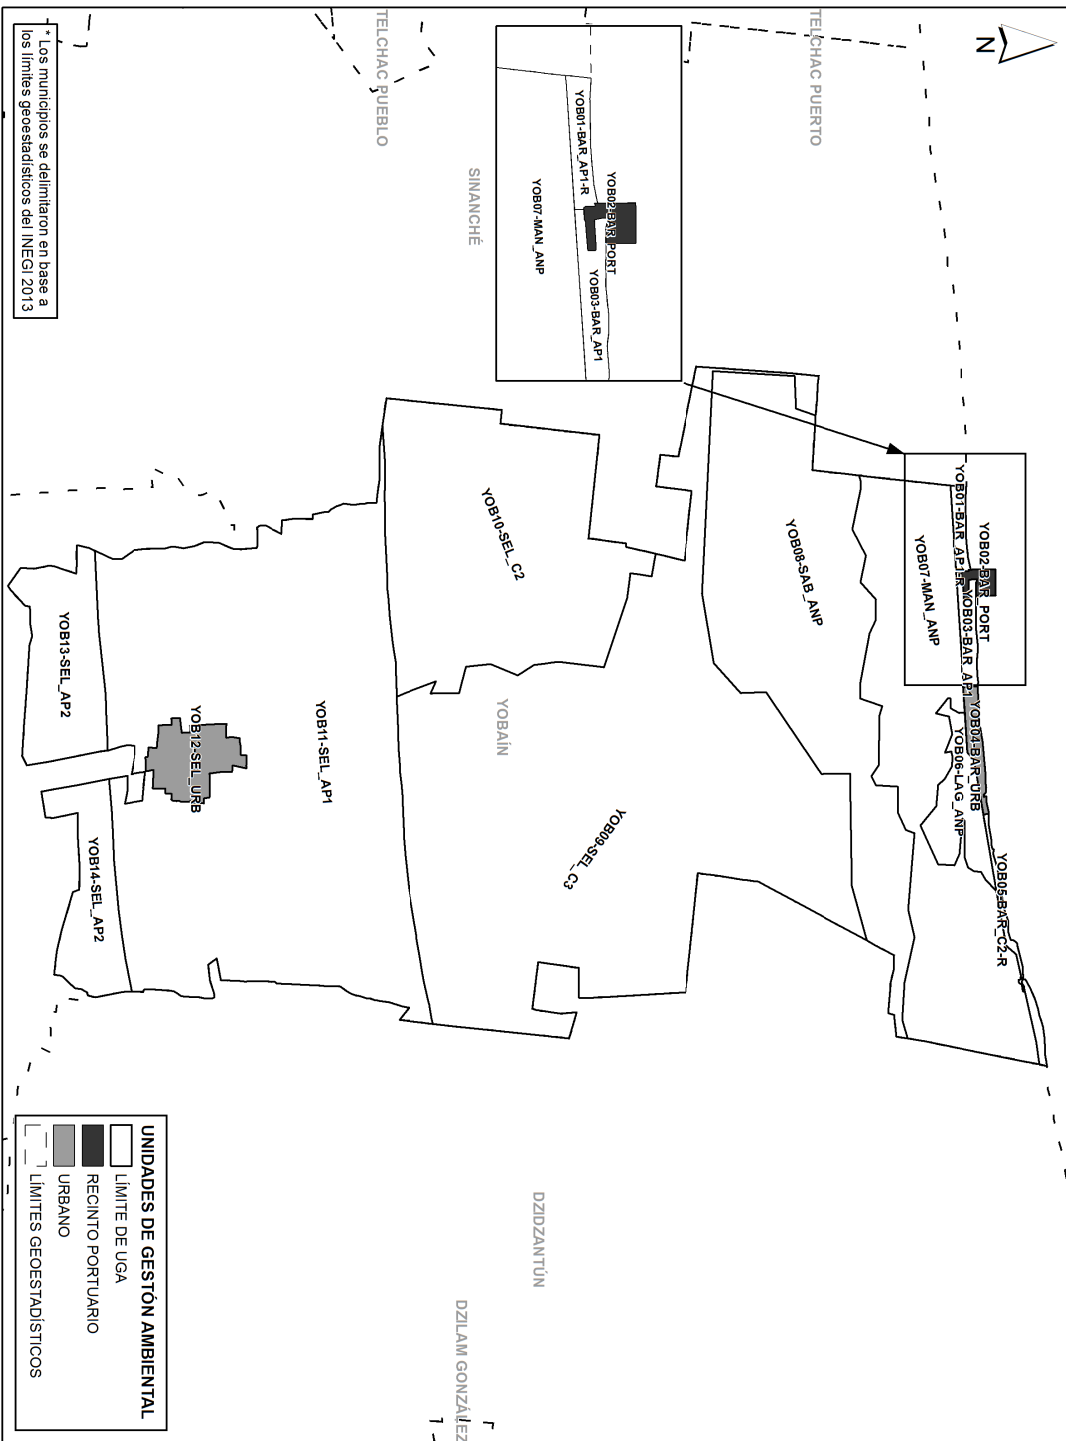 N
TELCHAC PUERTO
TELCHAC PUEBLO
SINANCHÉ
YOB02-BAR_PORT
YOB01-BAR_AP1-R
YOB03-BAR_AP1
YOB07-MAN_ANP
YOB02-BAR_PORT
YOB01-BAR_AP1-R
YOB03-BAR_AP1
YOB04-BAR_URB
YOB05-BAR_C2-R
YOB06-LAG_ANP
YOB07-MAN_ANP
YOB08-SAB_ANP
YOB10-SEL_C2
YOBAÍN
YOB09-SEL_C3
YOB11-SEL_AP1
YOB12-SEL_URB
YOB13-SEL_AP2
YOB14-SEL_AP2
DZIDZANTÚN
DZILAM GONZÁLEZ
* Los municipios se delimitaron en base a
los límites geoestadísticos del INEGI 2013
UNIDADES DE GESTÓN AMBIENTAL
LÍMITE DE UGA
RECINTO PORTUARIO
URBANO
LÍMITES GEOESTADÍSTICOS